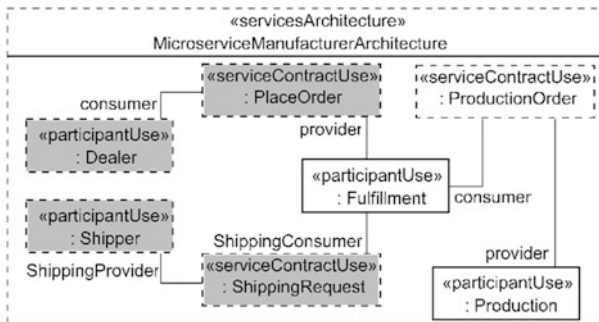 «servicesArchitecture»
MicroserviceManufacturerArchitecture
«serviceContractUse»
: PlaceOrder
«serviceContractUse»
: ProductionOrder
consumer
provider
«participantUse»
: Dealer
«participantUse»
: Fulfillment
consumer
«participantUse»
: Shipper
ShippingConsumer
ShippingProvider
«serviceContractUse»
: ShippingRequest
provider
«participantUse»
: Production